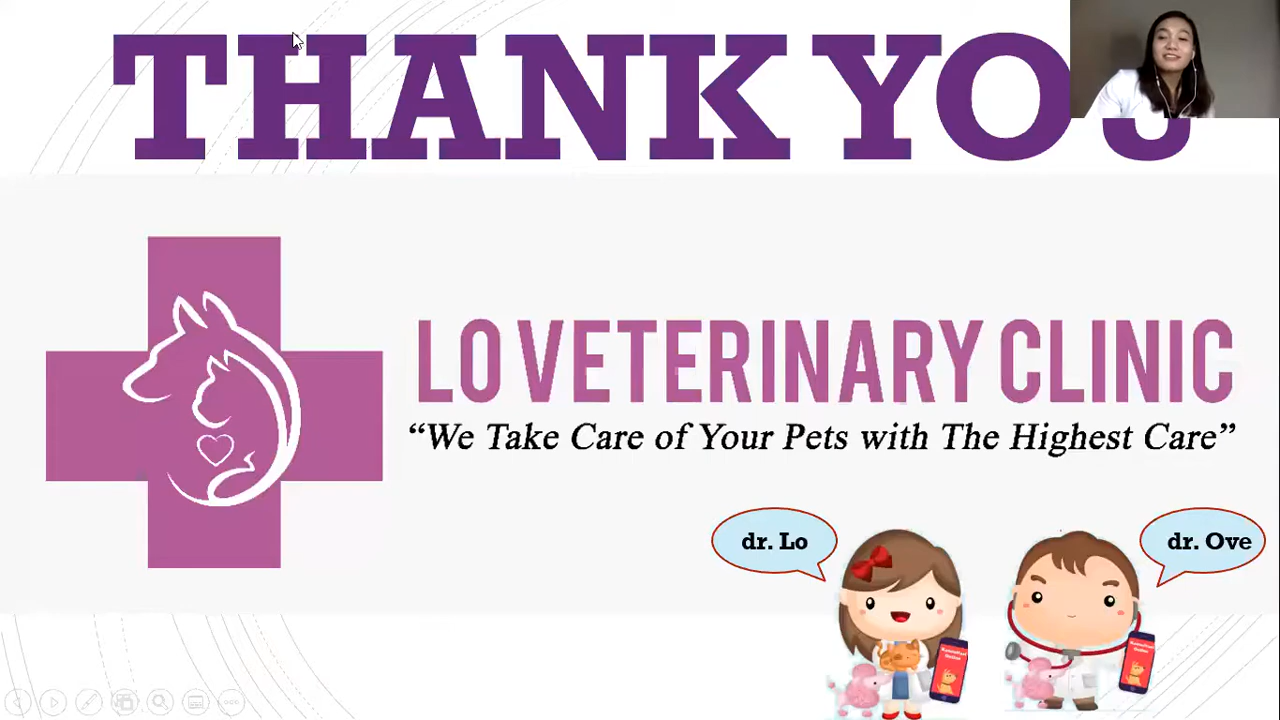 THANK YOU
LO VETERINARY CLINIC
“We Take Care of Your Pets with The Highest Care”
dr. Lo
dr. Ove